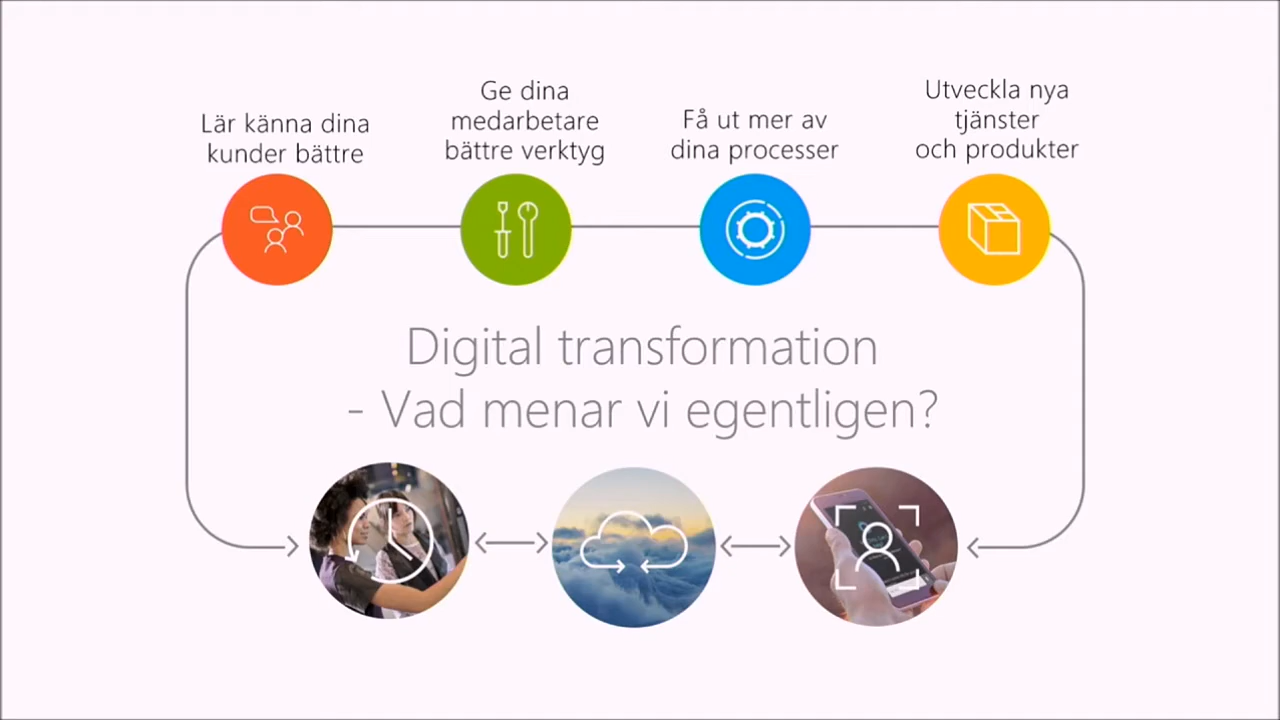 Lär känna dina
kunder bättre
Ge dina
medarbetare
bättre verktyg
Få ut mer av
dina processer
Utveckla nya
tjänster
och produkter
Digital transformation
- Vad menar vi egentligen?